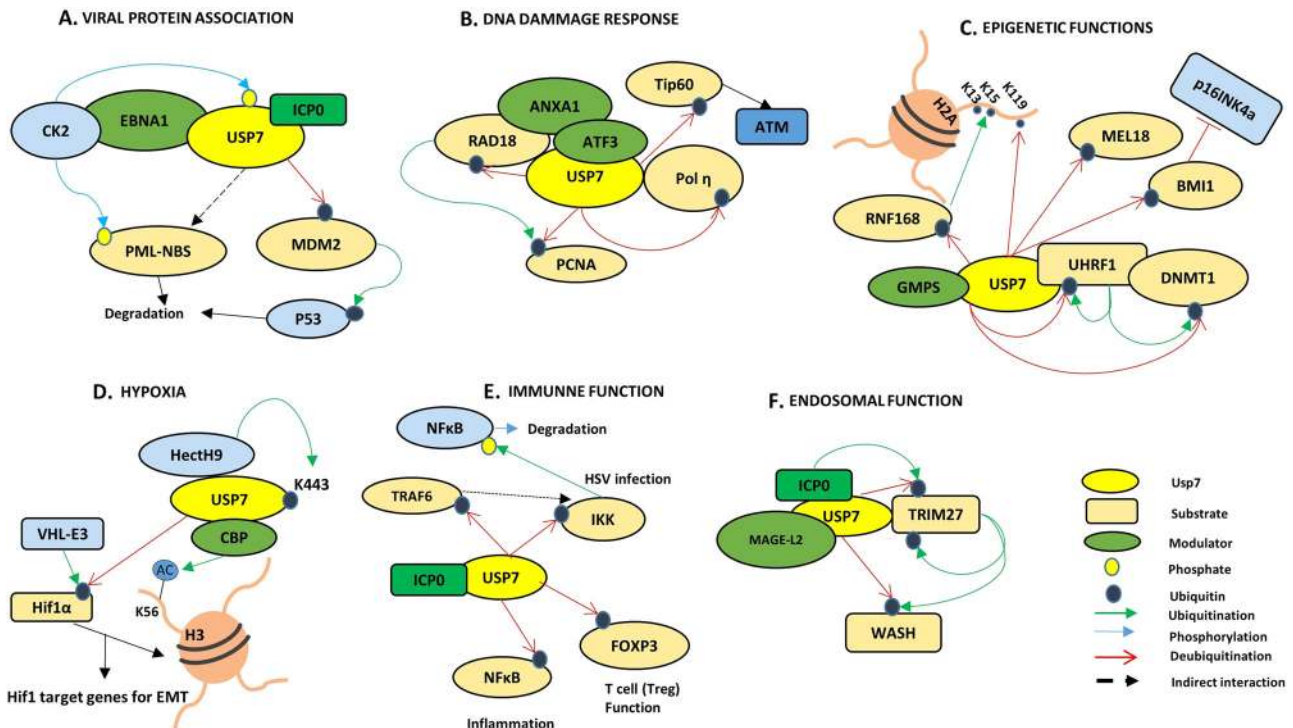 A. VIRAL PROTEIN ASSOCIATION
CK2
EBNA1
USP7
ICP0
PML-NBS
MDM2
Degradation
P53
B. DNA DAMMAGE RESPONSE
ANXA1
RAD18
ATF3
USP7
Tip60
ATM
Pol η
PCNA
C. EPIGENETIC FUNCTIONS
H2A
K13
K15
K119
p16INK4a
MEL18
BMI1
RNF168
GMPS
USP7
UHRF1
DNMT1
D. HYPOXIA
HectH9
USP7
K443
CBP
VHL-E3
AC
Hif1α
K56
H3
Hif1 target genes for EMT
E. IMMUNNE FUNCTION
NFκB
Degradation
HSV infection
TRAF6
IKK
ICP0
USP7
FOXP3
NFκB
T cell (Treg)
Function
Inflammation
F. ENDOSOMAL FUNCTION
ICP0
USP7
TRIM27
MAGE-L2
WASH
Usp7
Substrate
Modulator
Phosphate
Ubiquitin
Ubiquitination
Phosphorylation
Deubiquitination
Indirect interaction